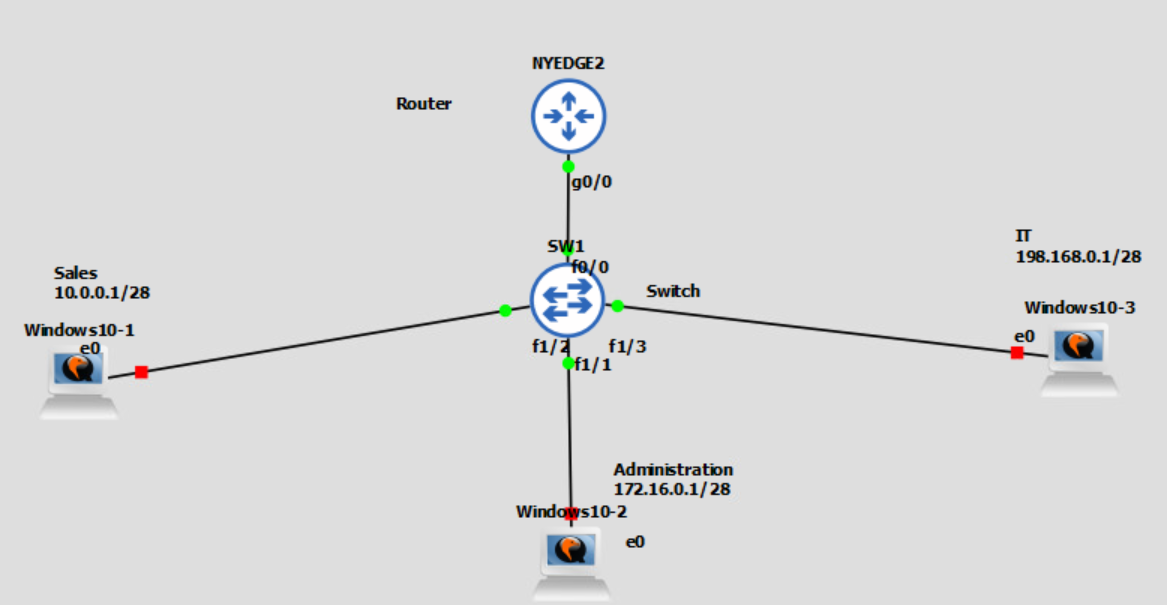 NYEDGE2
Router
g0/0
SW1
f0/0
IT
198.168.0.1/28
Sales
10.0.0.1/28
Switch
Windows10-3
Windows10-1
e0
e0
f1/2
f1/3
f1/1
Administration
172.16.0.1/28
Windows10-2
e0